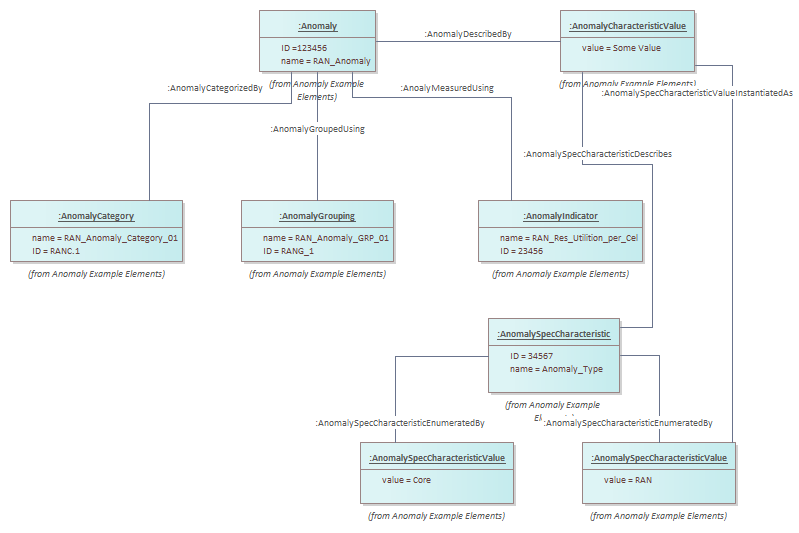 :Anomaly
ID =123456
name = RAN_Anomaly
(from Anomaly Example
Elements)
:AnomalyDescribedBy
:AnomalyCharacteristicValue
value = Some Value
(from Anomaly Example Elements)
:AnomalySpecCharacteristicValueInstantiatedAs
:AnomalyCategorizedBy
:AnoalyMeasuredUsing
:AnomalyGroupedUsing
:AnomalySpecCharacteristicDescribes
:AnomalyCategory
name = RAN_Anomaly_Category_01
ID = RANC.1
(from Anomaly Example Elements)
:AnomalyGrouping
name = RAN_Anomaly_GRP_01
ID = RANG_1
(from Anomaly Example Elements)
:AnomalyIndicator
name = RAN_Res_Utilition_per_Cel
ID = 23456
(from Anomaly Example Elements)
:AnomalySpecCharacteristic
ID = 34567
name = Anomaly_Type
(from Anomaly Example
:AnomalySpecCharacteristicEnumeratedBy
:AnomalySpecCharacteristicEnumeratedBy
:AnomalySpecCharacteristicValue
value = Core
(from Anomaly Example Elements)
:AnomalySpecCharacteristicValue
value = RAN
(from Anomaly Example Elements)